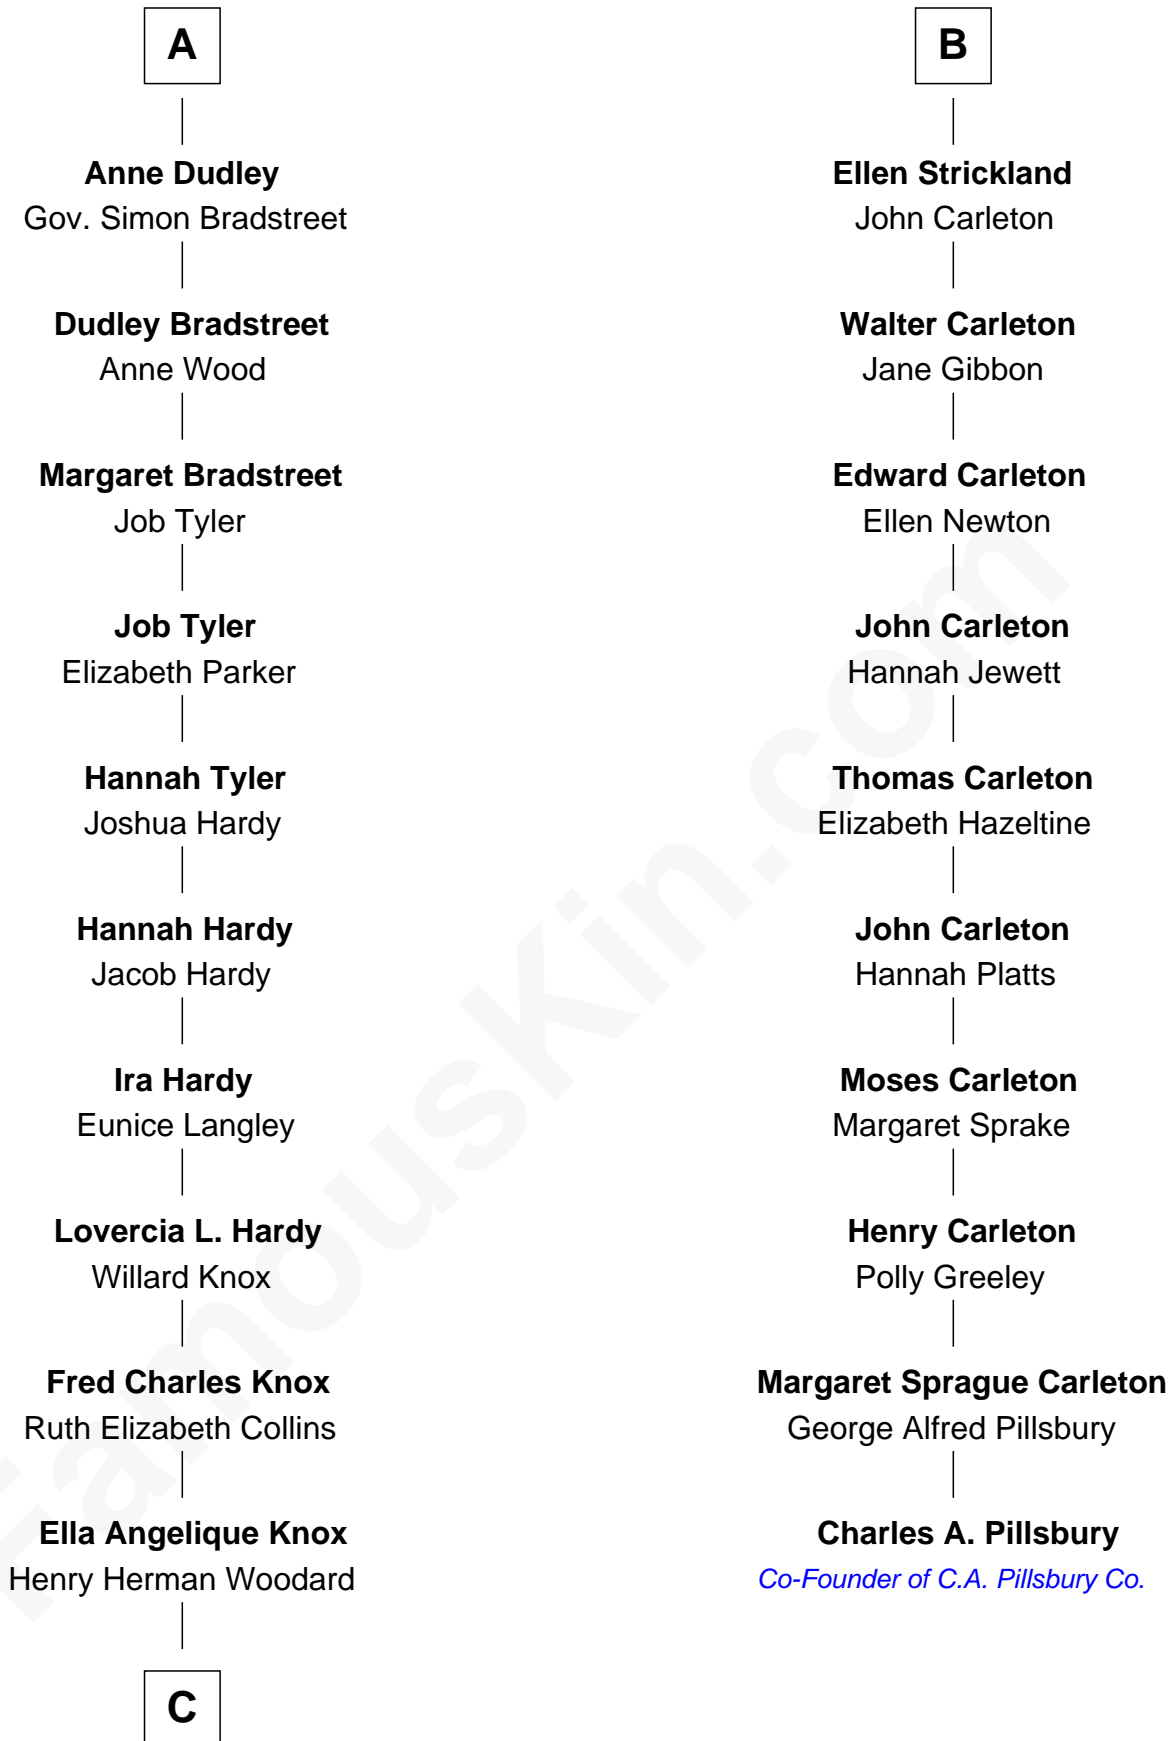 A
Anne Dudley
Gov. Simon Bradstreet
Dudley Bradstreet
Anne Wood
Margaret Bradstreet
Job Tyler
Job Tyler
Elizabeth Parker
Hannah Tyler
Joshua Hardy
Hannah Hardy
Jacob Hardy
Ira Hardy
Eunice Langley
Lovercia L. Hardy
Willard Knox
Fred Charles Knox
Ruth Elizabeth Collins
Ella Angelique Knox
Henry Herman Woodard
C
B
Ellen Strickland
John Carleton
Walter Carleton
Jane Gibbon
Edward Carleton
Ellen Newton
John Carleton
Hannah Jewett
Thomas Carleton
Elizabeth Hazeltine
John Carleton
Hannah Platts
Moses Carleton
Margaret Sprake
Henry Carleton
Polly Greeley
Margaret Sprague Carleton
George Alfred Pillsbury
Charles A. Pillsbury
Co-Founder of C.A. Pillsbury Co.
FamousKin.com